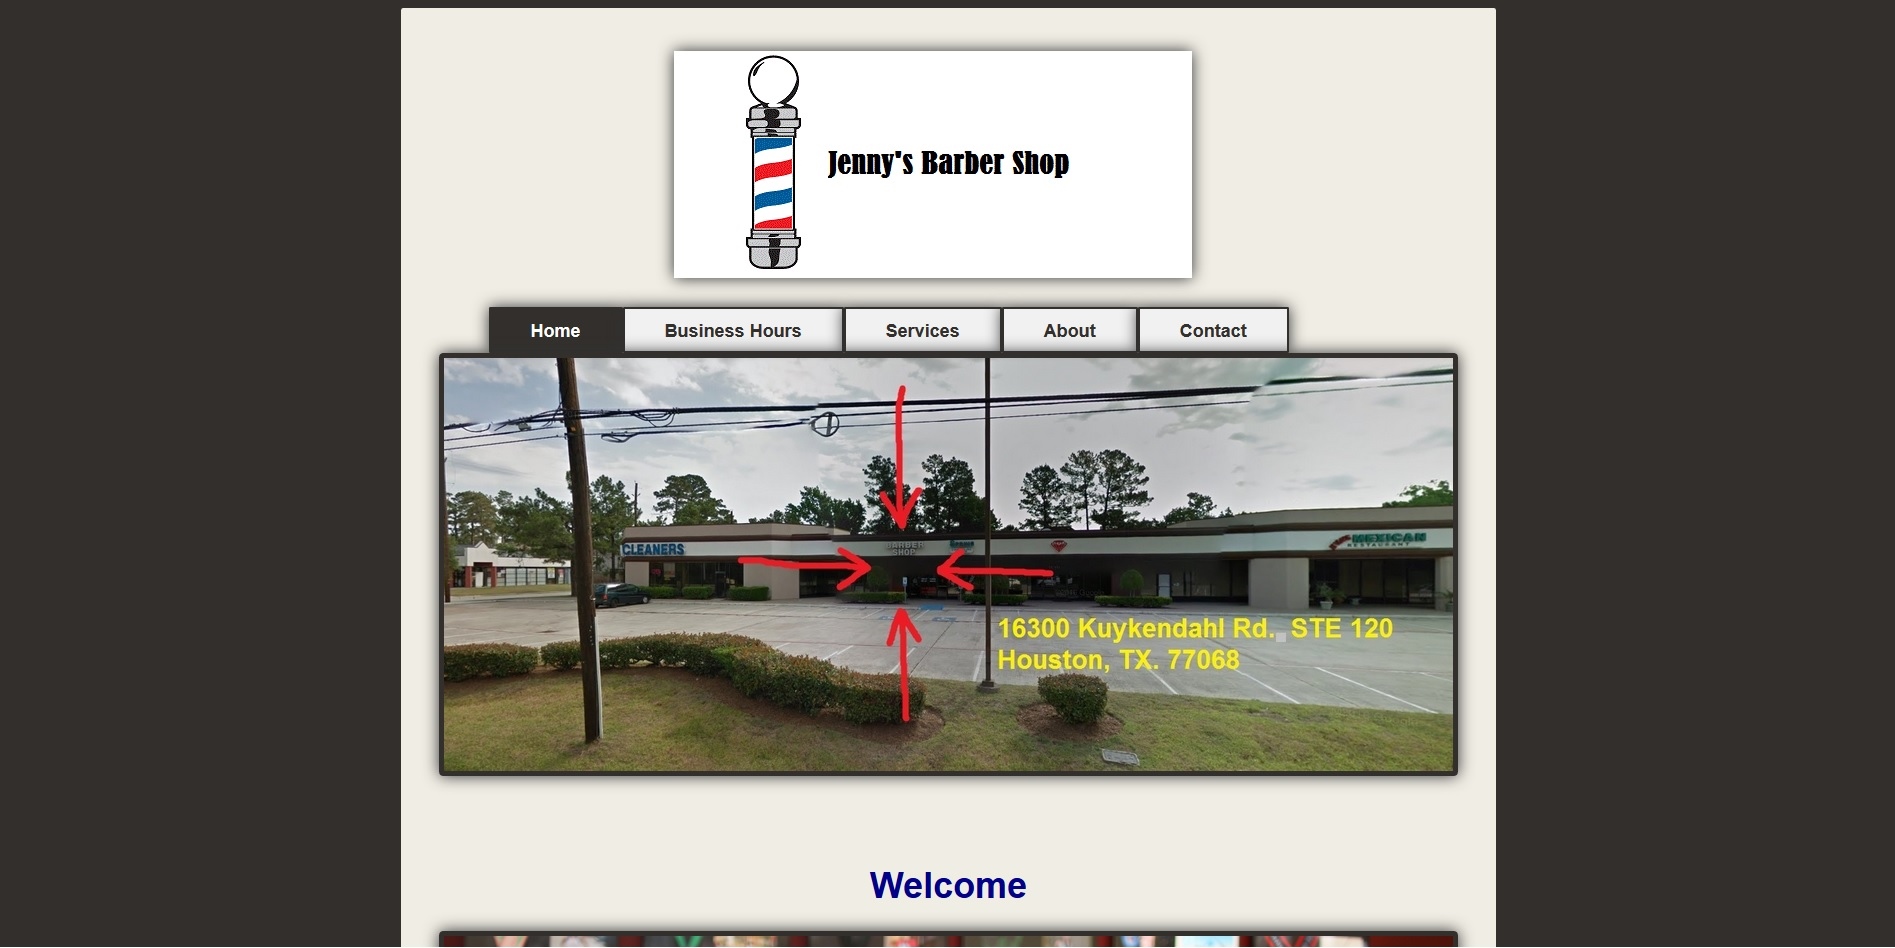 Jenny's Barber Shop
Home
Business Hours
Services
About
Contact
CLEANERS
BARBER
SHOP
MEXICAN
RESTAURANT
16300 Kuykendahl Rd. STE 120
Houston, TX. 77068
Welcome